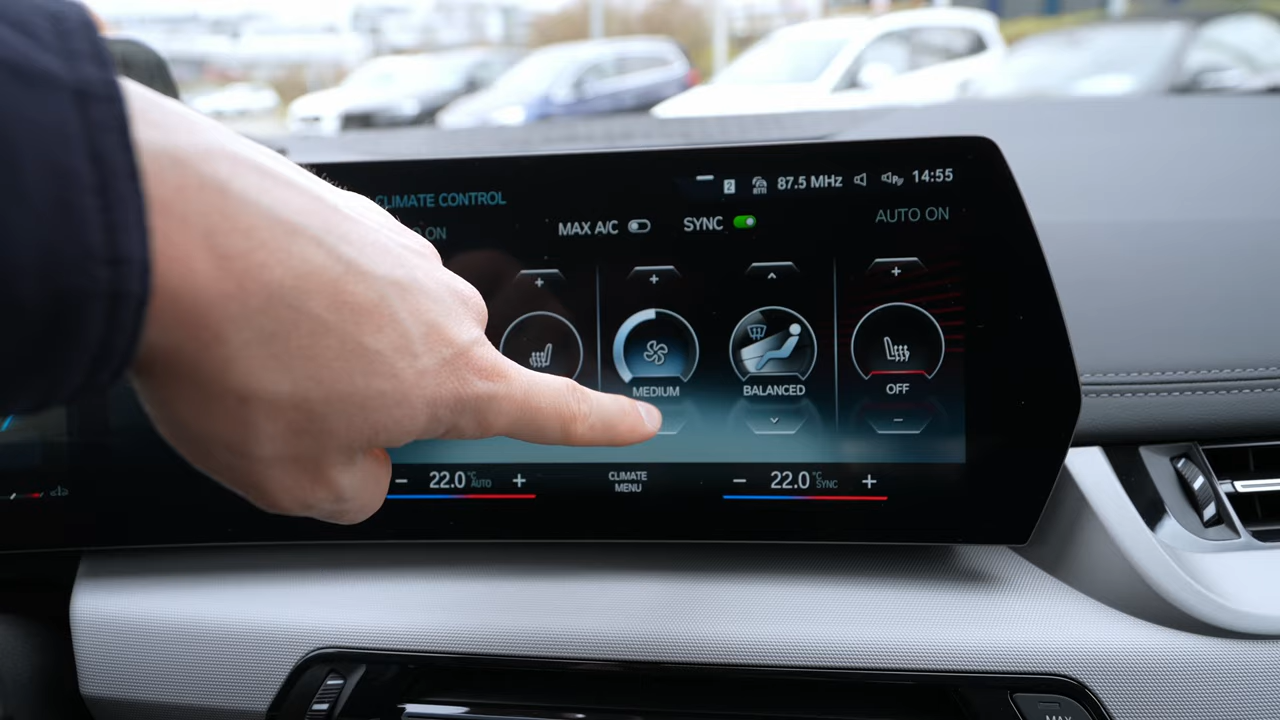 87.5 MHz 14:55
CLIMATE CONTROL
ON MAX A/C SYNC AUTO ON
MEDIUM BALANCED OFF
22.0 °C AUTO
CLIMATE
MENU
22.0 °C SYNC
MAX